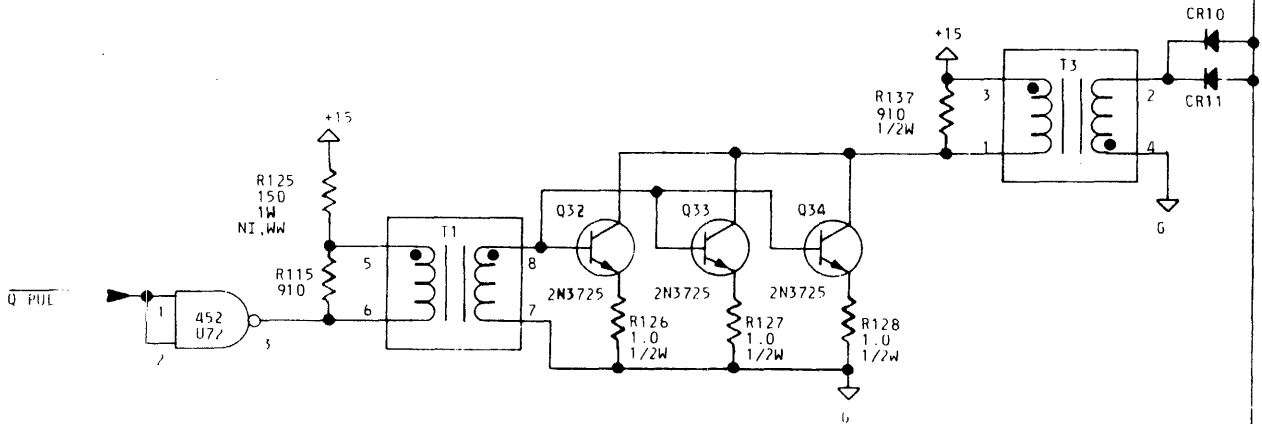 CR10
+15
T3
3
2
R137
910
1/2W
CR11
1
4
+15
R125
150
1W
NI,WW
Q32
Q33
Q34
G
T1
5
8
R115
910
2N3725
2N3725
2N3725
6
7
1
452
U72
3
2
R126
1.0
1/2W
R127
1.0
1/2W
R128
1.0
1/2W